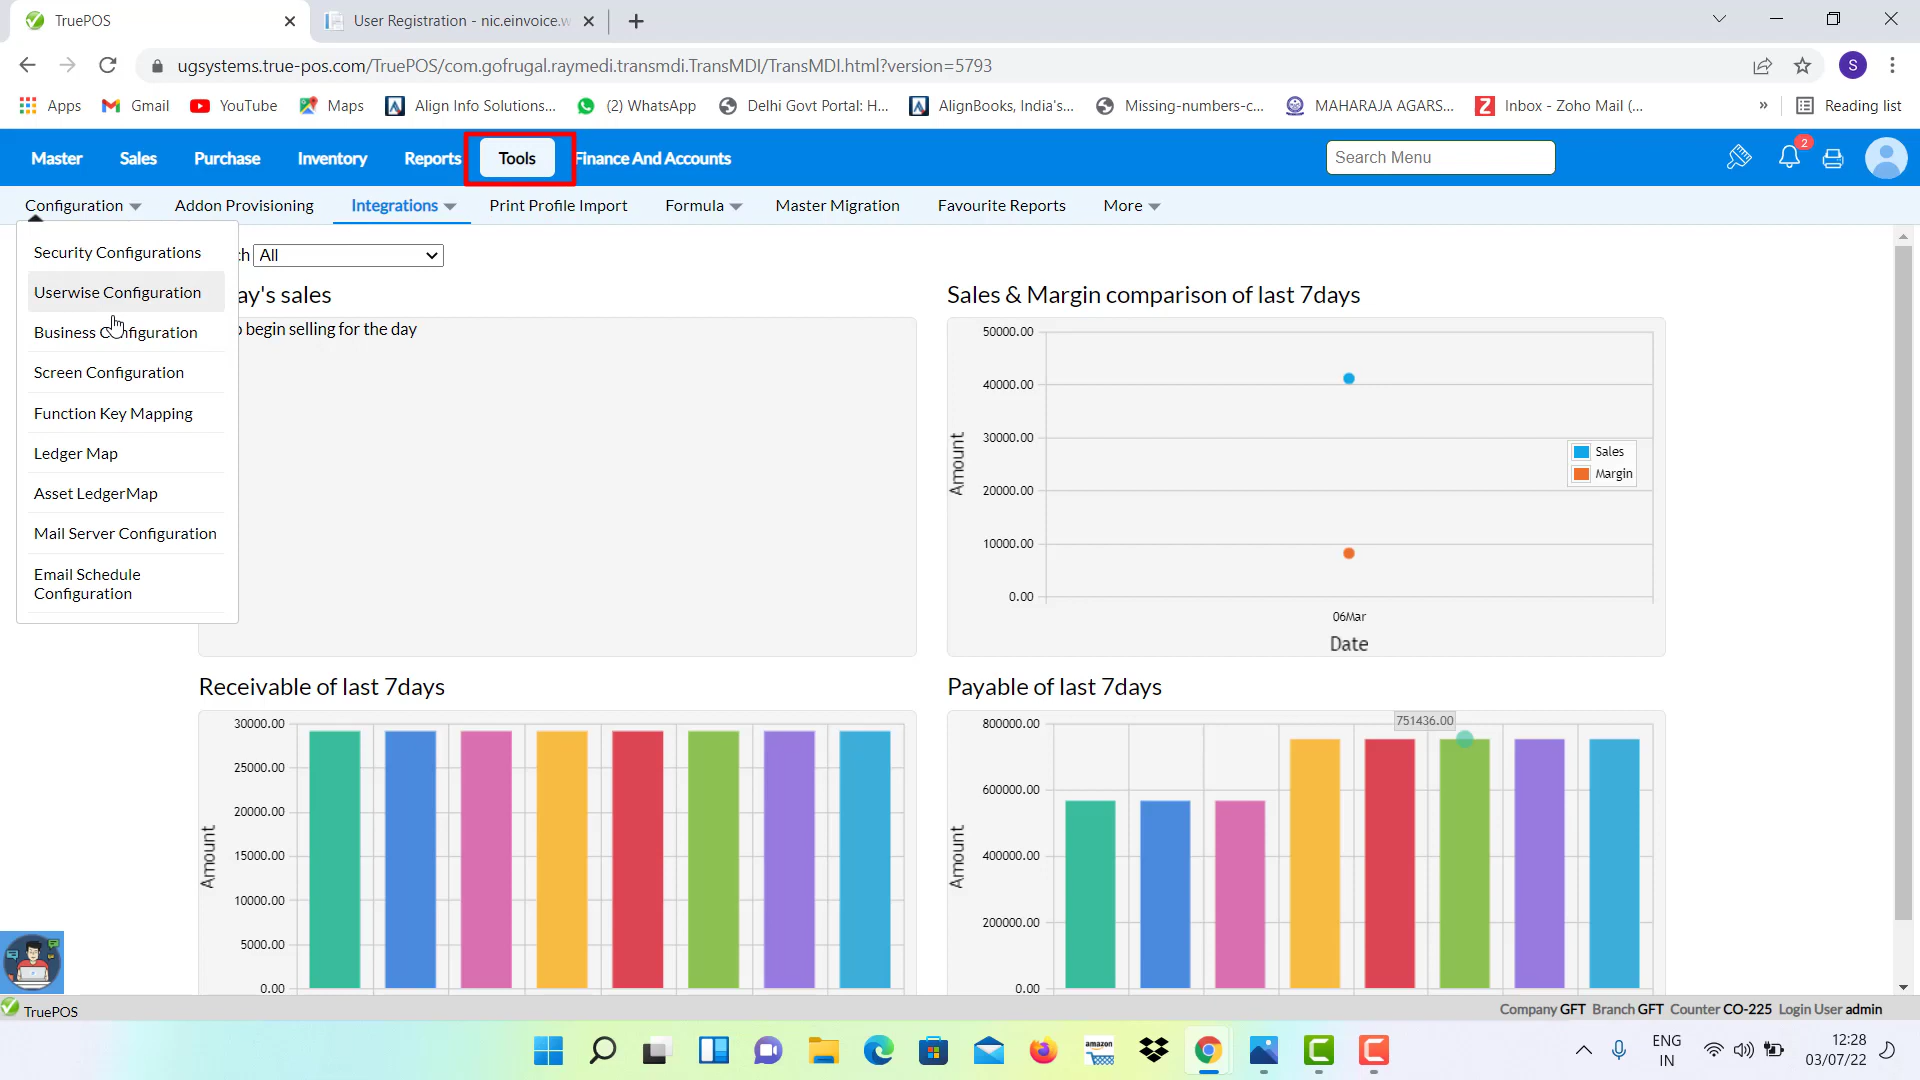 TruePOS
User Registration - nic.einvoice.w
ugsystems.true-pos.com/TruePOS/com.gofrugal.raymedi.transmdi.TransMDI/TransMDI.html?version=5793
S
Apps Gmail YouTube Maps Align Info Solutions... (2) WhatsApp Delhi Govt Portal: H... AlignBooks, India's... Missing-numbers-c... MAHARAJA AGARS... Inbox - Zoho Mail (... » Reading list
Master Sales Purchase Inventory Reports Tools Finance And Accounts Search Menu 2
Configuration Addon Provisioning Integrations Print Profile Import Formula Master Migration Favourite Reports More
Security Configurations
Userwise Configuration
Business Configuration
Screen Configuration
Function Key Mapping
Ledger Map
Asset LedgerMap
Mail Server Configuration
Email Schedule
Configuration
ch All
ay's sales
o begin selling for the day
Sales & Margin comparison of last 7days
50000.00
40000.00
30000.00
20000.00
10000.00
0.00
Amount
Sales
Margin
06Mar
Date
Receivable of last 7days
30000.00
25000.00
20000.00
15000.00
10000.00
5000.00
0.00
Amount
Payable of last 7days
751436.00
800000.00
600000.00
400000.00
200000.00
0.00
Amount
TruePOS
Company GFT Branch GFT Counter CO-225 Login User admin
amazon
ENG
IN
12:28
03/07/22